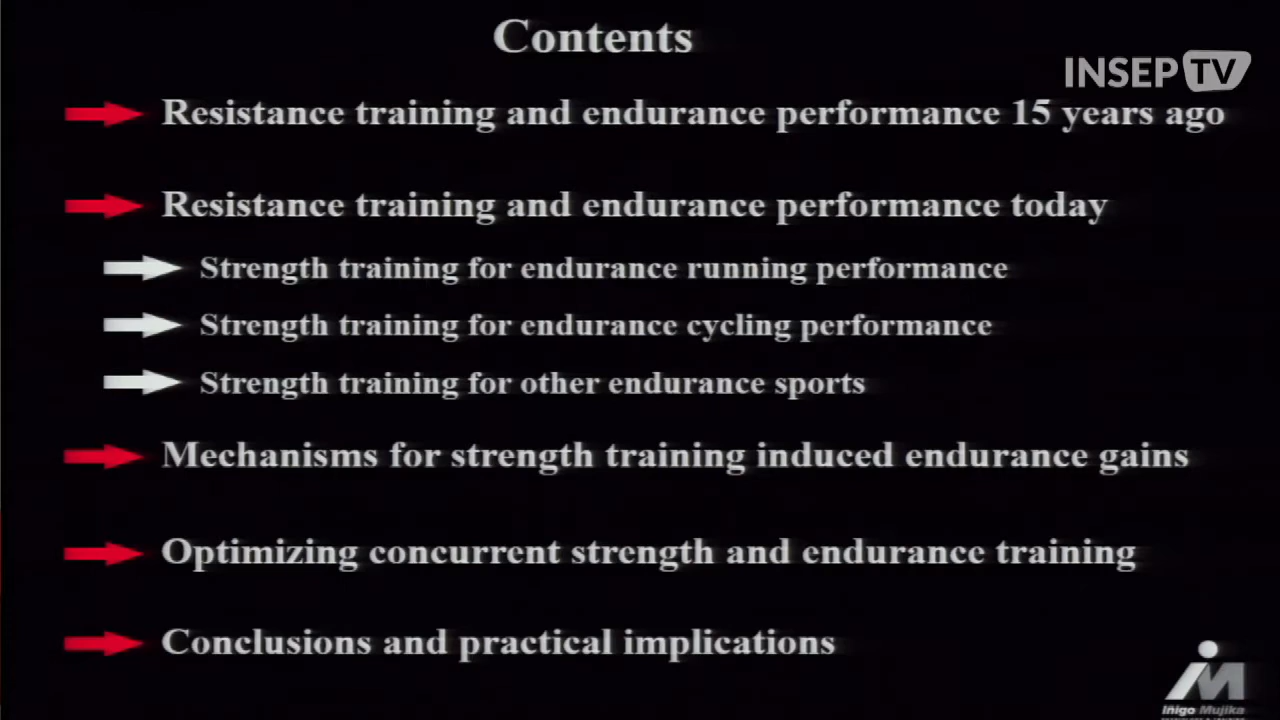 Contents
INSEP TV
Resistance training and endurance performance 15 years ago
Resistance training and endurance performance today
Strength training for endurance running performance
Strength training for endurance cycling performance
Strength training for other endurance sports
Mechanisms for strength training induced endurance gains
Optimizing concurrent strength and endurance training
Conclusions and practical implications
iM
Iñigo Mujika